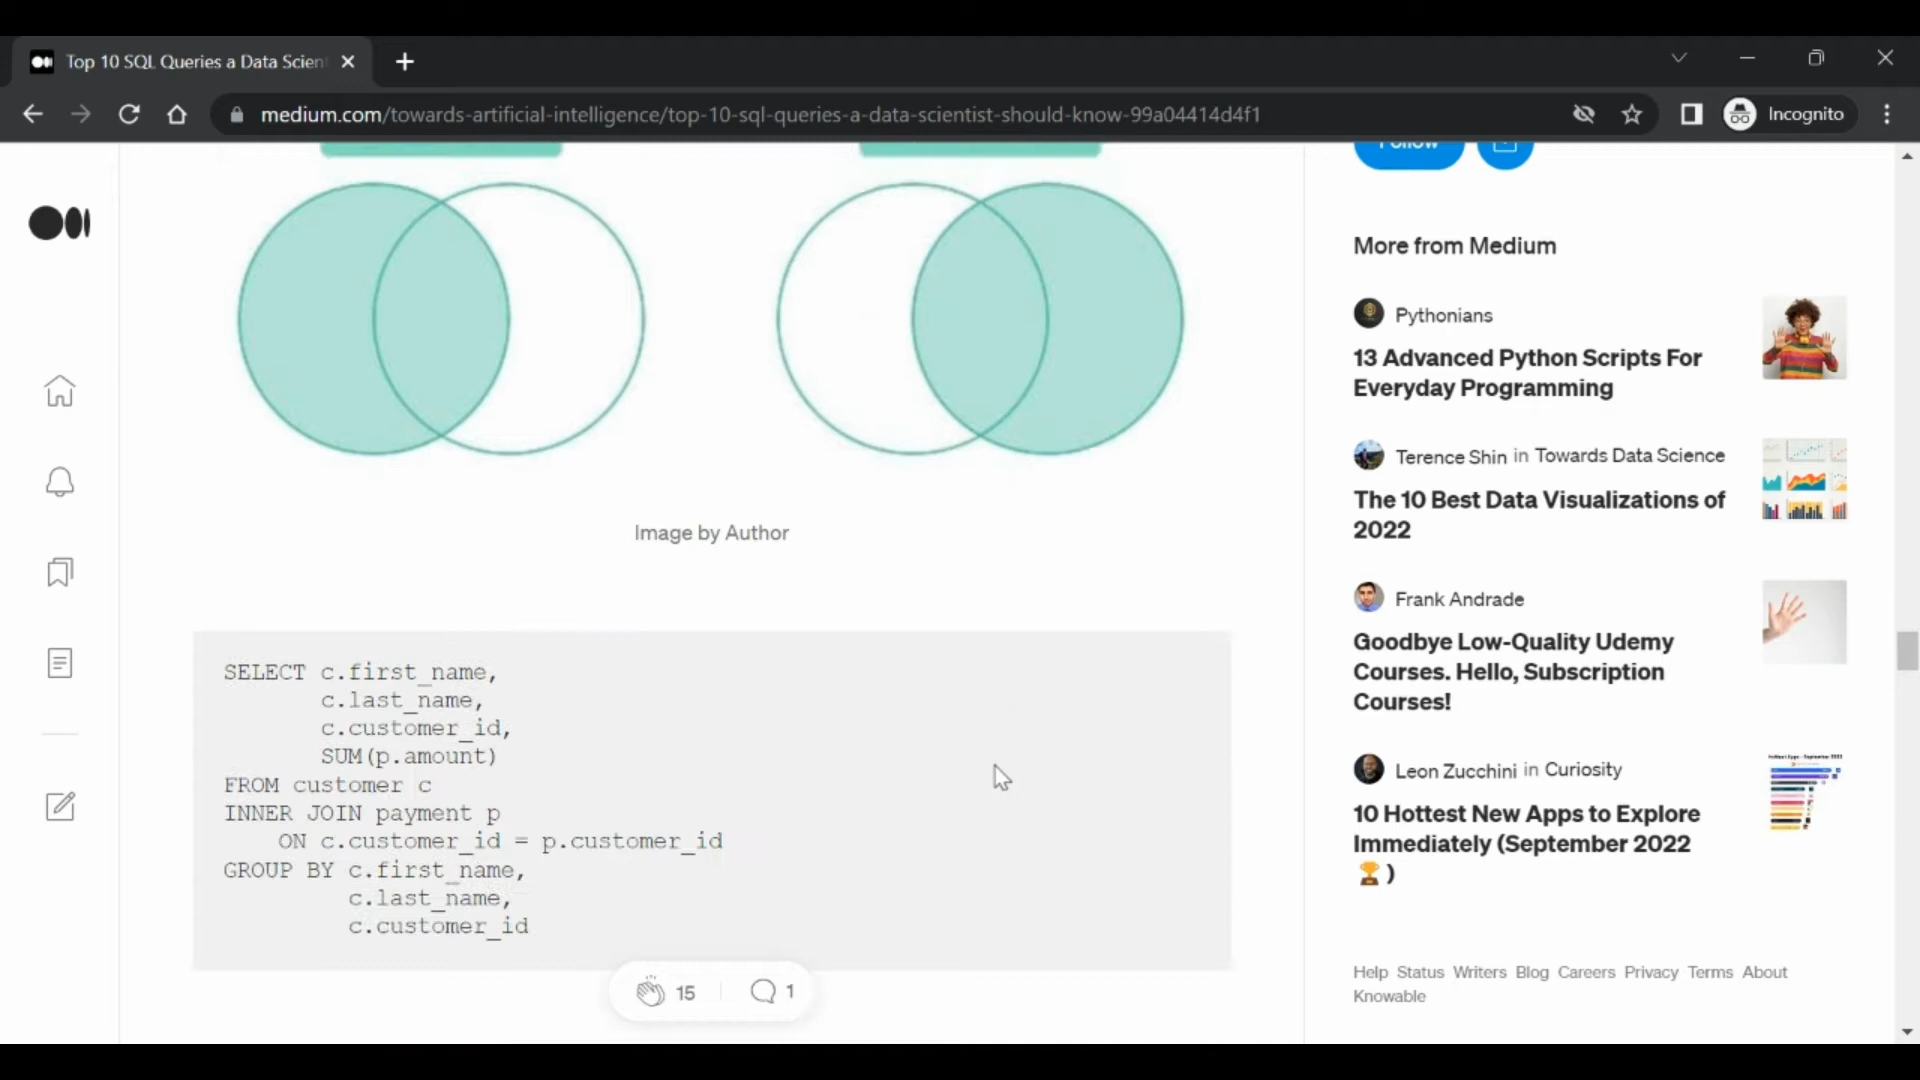 Top 10 SQL Queries a Data Scien
medium.com/towards-artificial-intelligence/top-10-sql-queries-a-data-scientist-should-know-99a04414d4f1
Incognito
Image by Author
SELECT c.first_name,
c.last_name,
c.customer_id,
SUM(p.amount)
FROM customer c
INNER JOIN payment p
ON c.customer_id = p.customer_id
GROUP BY c.first_name,
c.last_name,
c.customer_id
15
1
Follow
More from Medium
Pythonians
13 Advanced Python Scripts For
Everyday Programming
Terence Shin in Towards Data Science
The 10 Best Data Visualizations of
2022
Frank Andrade
Goodbye Low-Quality Udemy
Courses. Hello, Subscription
Courses!
Leon Zucchini in Curiosity
10 Hottest New Apps to Explore
Immediately (September 2022
🏆 )
Help Status Writers Blog Careers Privacy Terms About
Knowable